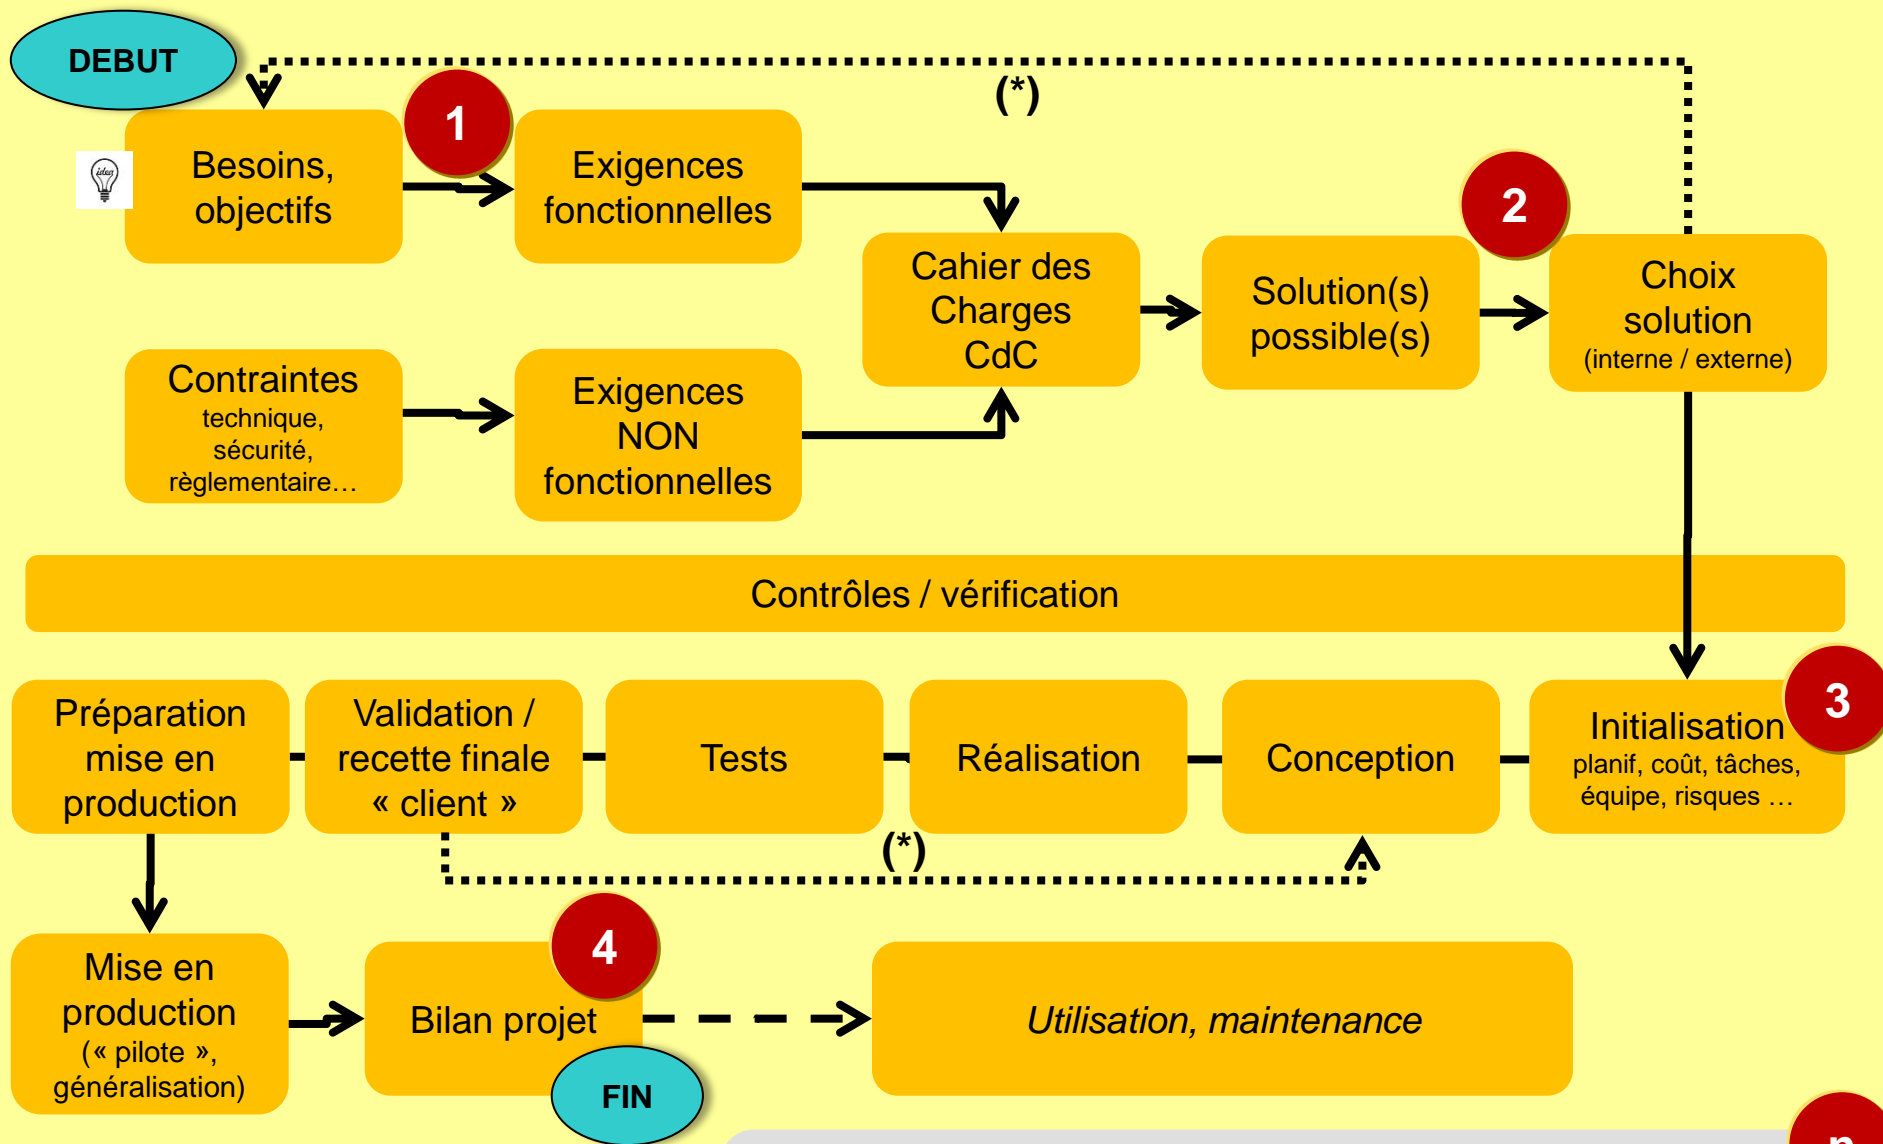 DEBUT
(*)
1
idea
Besoins,
objectifs
Exigences
fonctionnelles
2
Cahier des
Charges
CdC
Solution(s)
possible(s)
Choix
solution
(interne / externe)
Contraintes
technique,
sécurité,
règlementaire…
Exigences
NON
fonctionnelles
Contrôles / vérification
Préparation
mise en
production
Validation /
recette finale
« client »
Tests
Réalisation
Conception
3
Initialisation
planif, coût, tâches,
équipe, risques …
(*)
4
Mise en
production
(« pilote »,
généralisation)
Bilan projet
Utilisation, maintenance
FIN
n